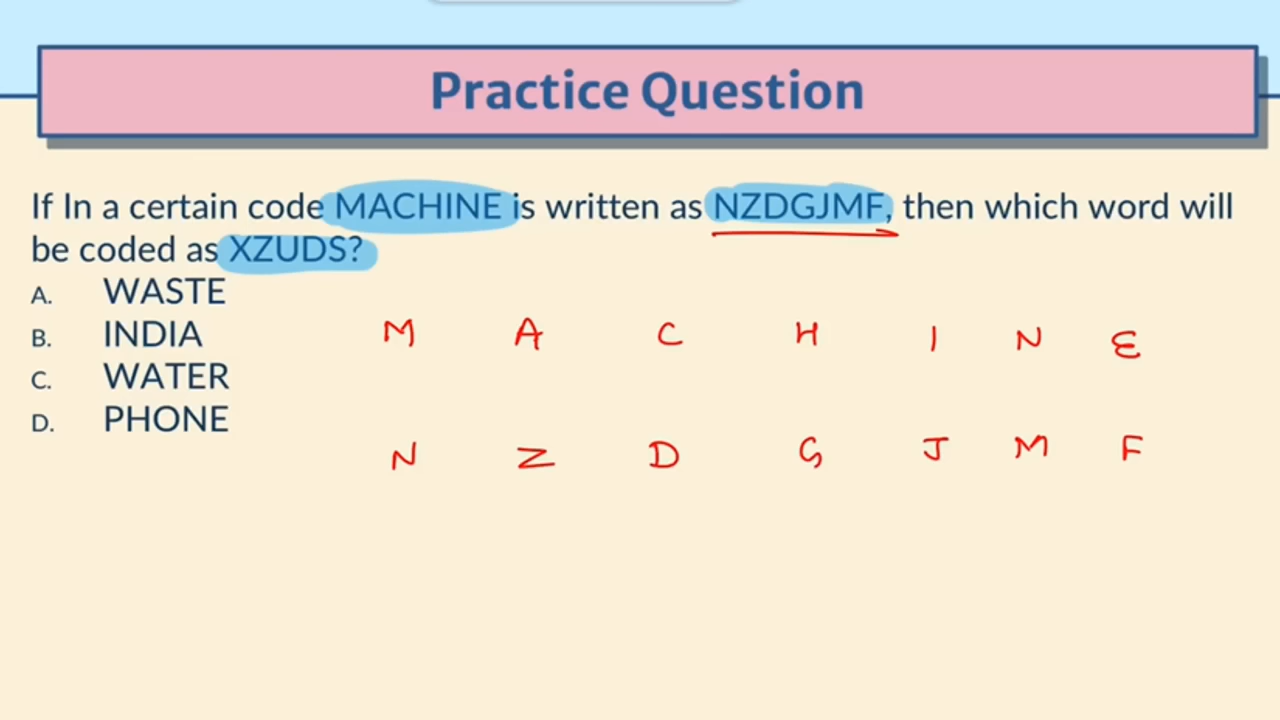 Practice Question
If In a certain code MACHINE is written as NZDGJMF, then which word will
be coded as XZUDS?
A. WASTE
B. INDIA
C. WATER
D. PHONE
M A C H I N E
N Z D G J M F